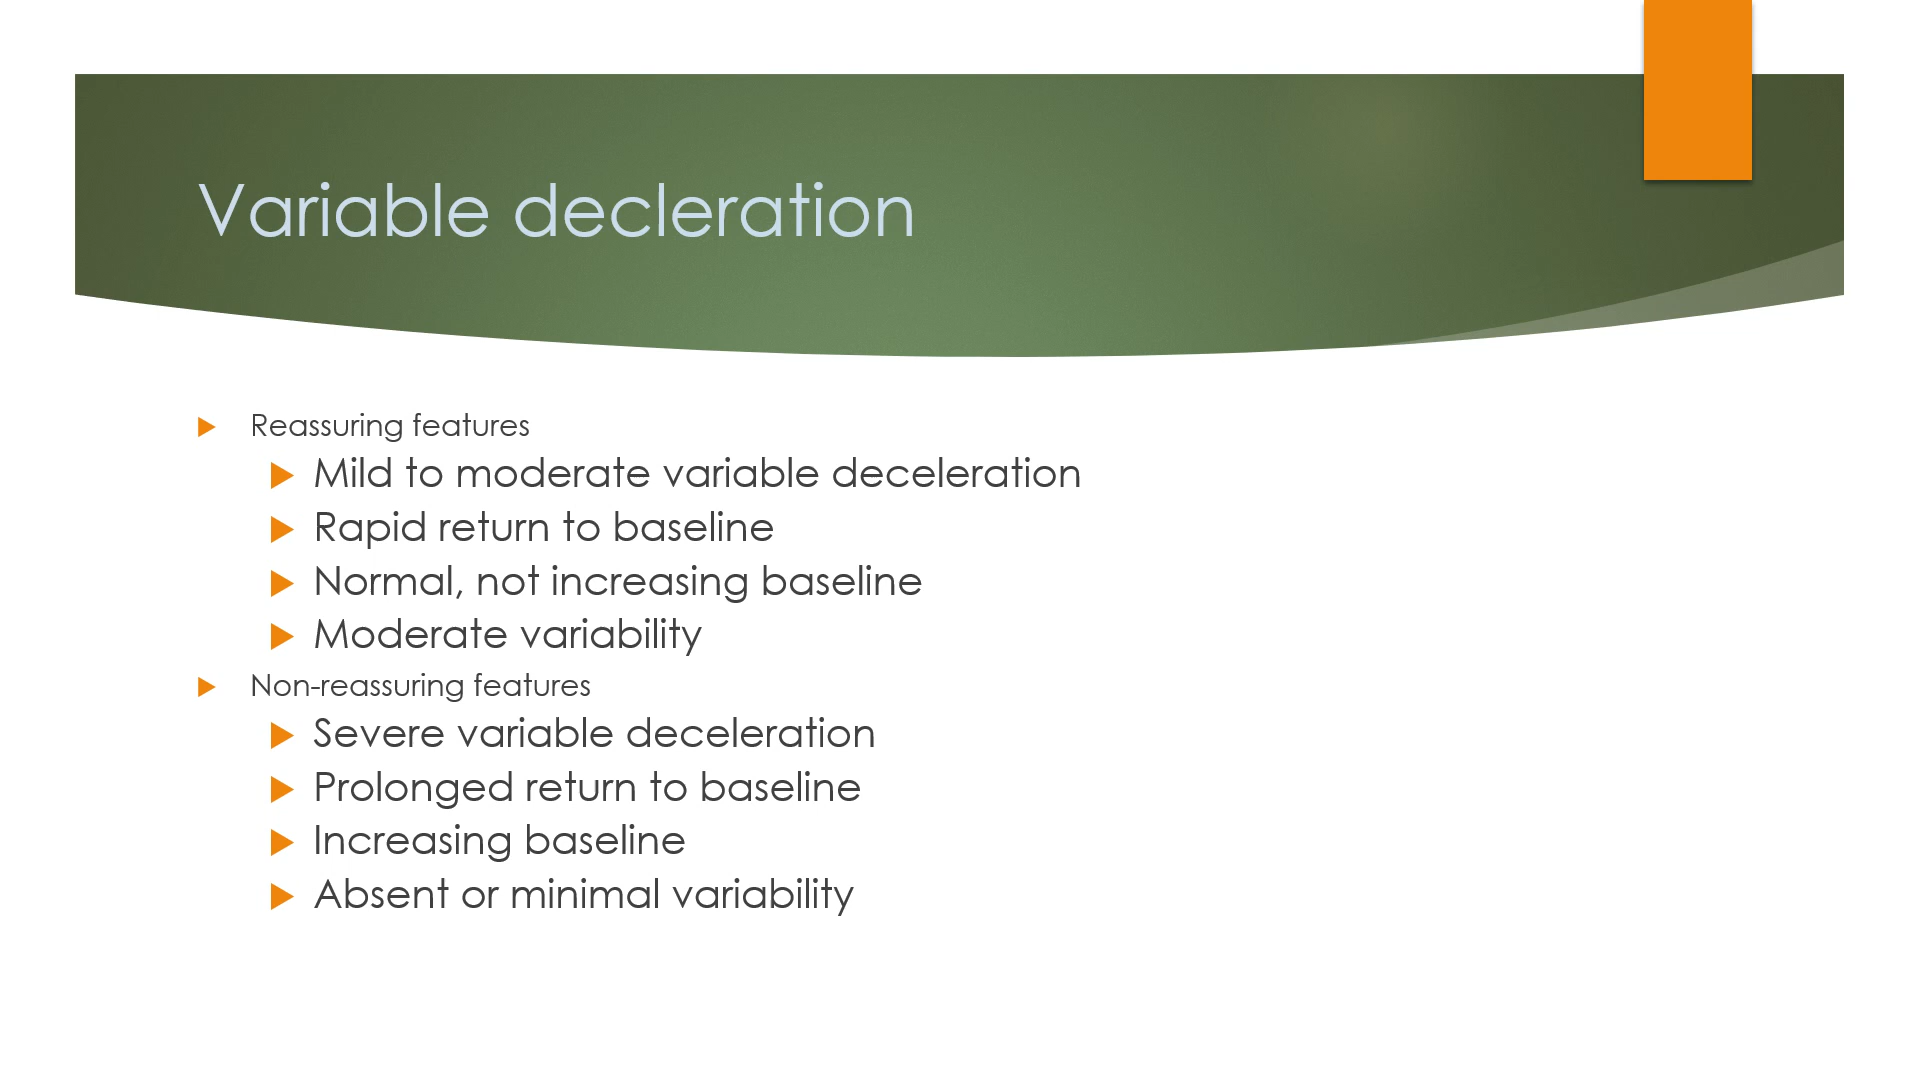 Variable decleration
Reassuring features
Mild to moderate variable deceleration
Rapid return to baseline
Normal, not increasing baseline
Moderate variability
Non-reassuring features
Severe variable deceleration
Prolonged return to baseline
Increasing baseline
Absent or minimal variability